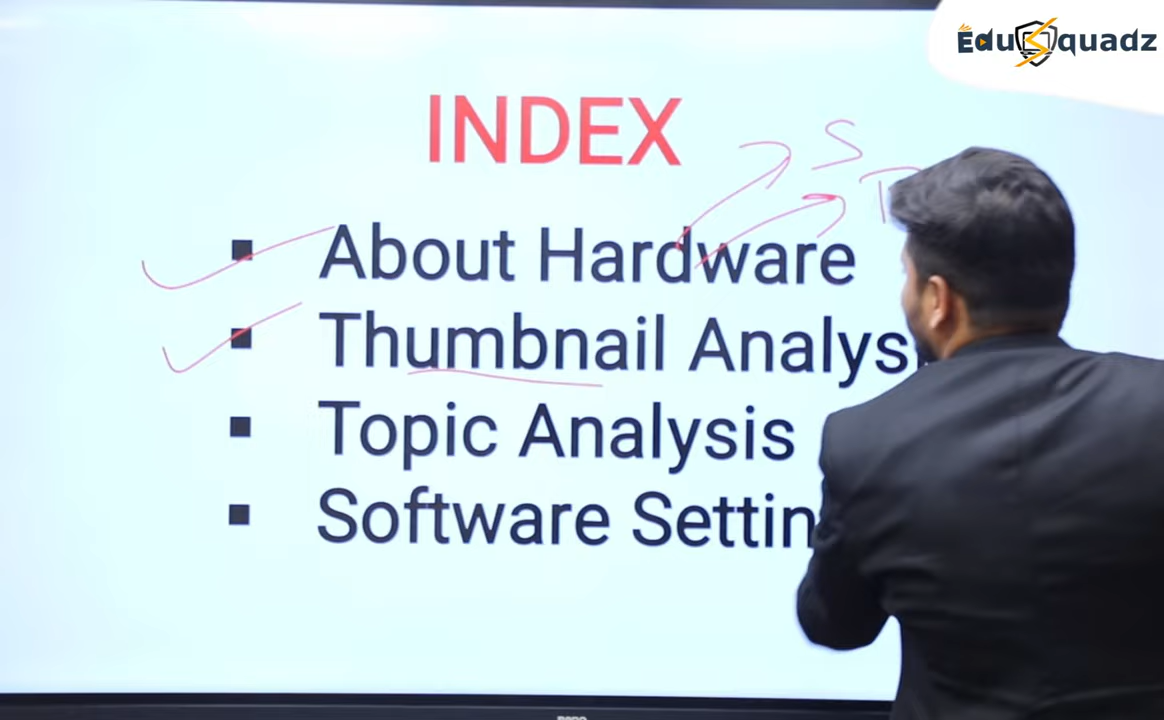 EduSquadz
INDEX
S
▪ About Hardware
▪ Thumbnail Analys
▪ Topic Analysis
▪ Software Settin